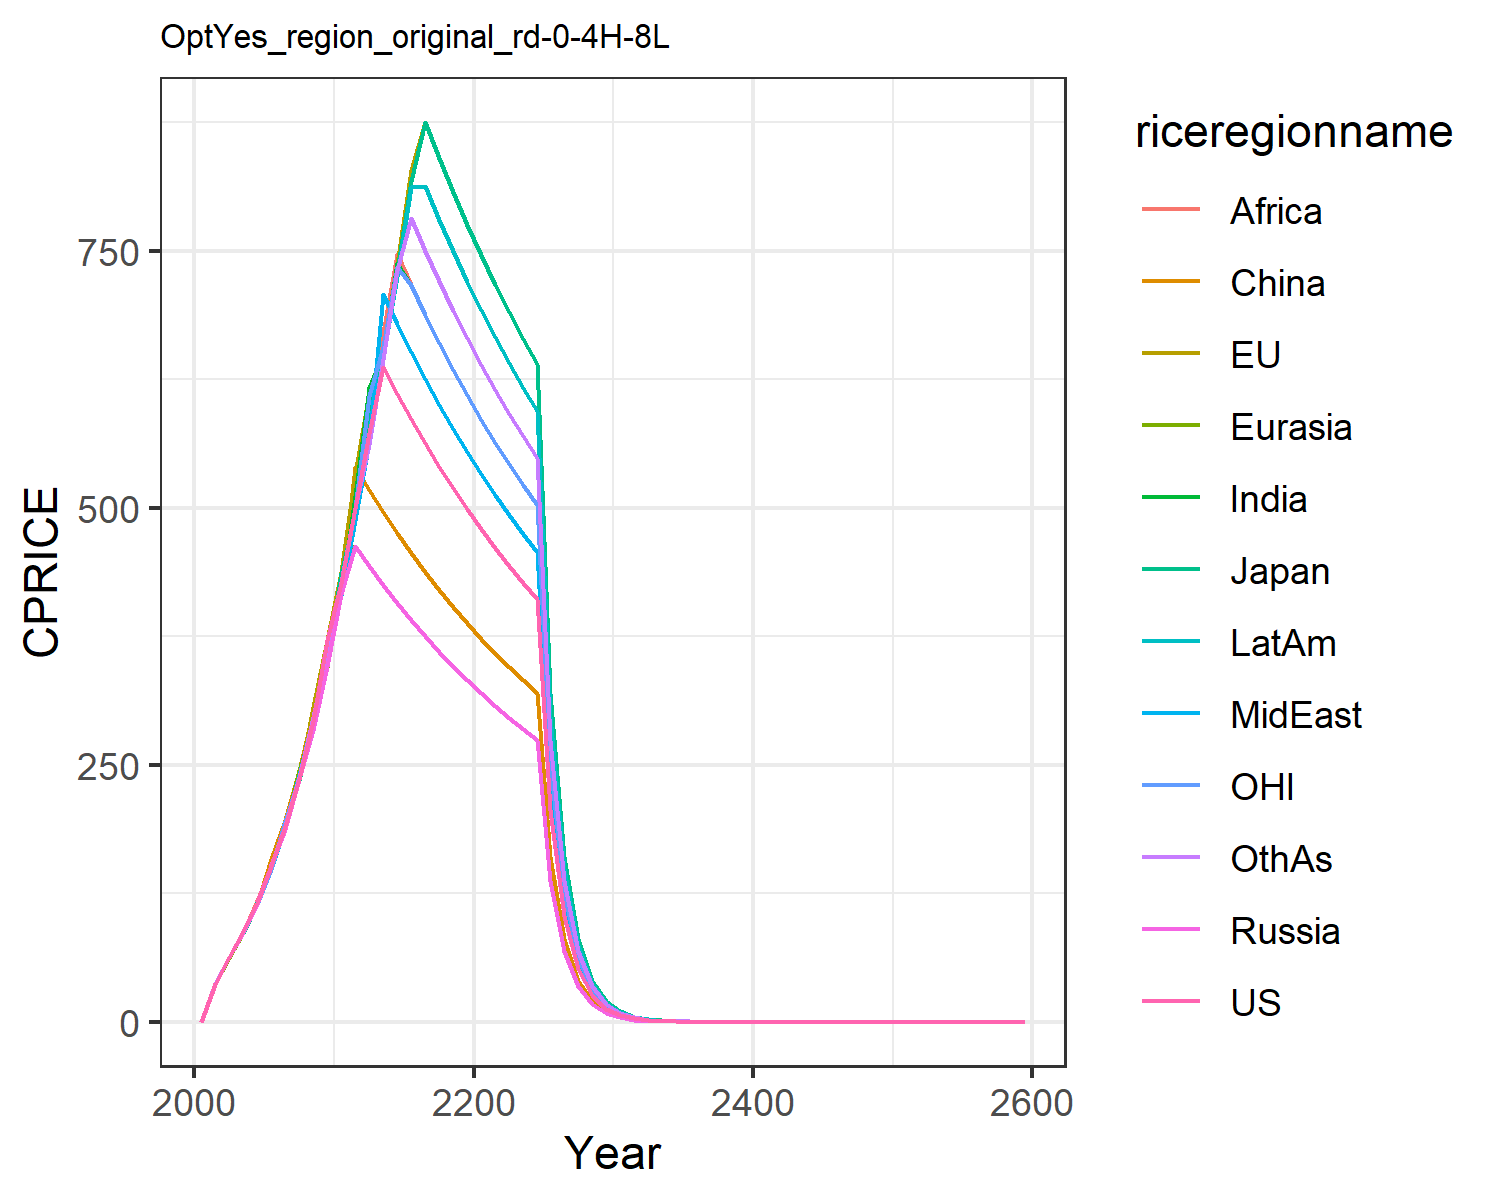 OptYes_region_original_rd-0-4H-8L
CPRICE
750
500
250
0
2000
2200
2400
2600
Year
riceregionname
Africa
China
EU
Eurasia
India
Japan
LatAm
MidEast
OHI
OthAs
Russia
US